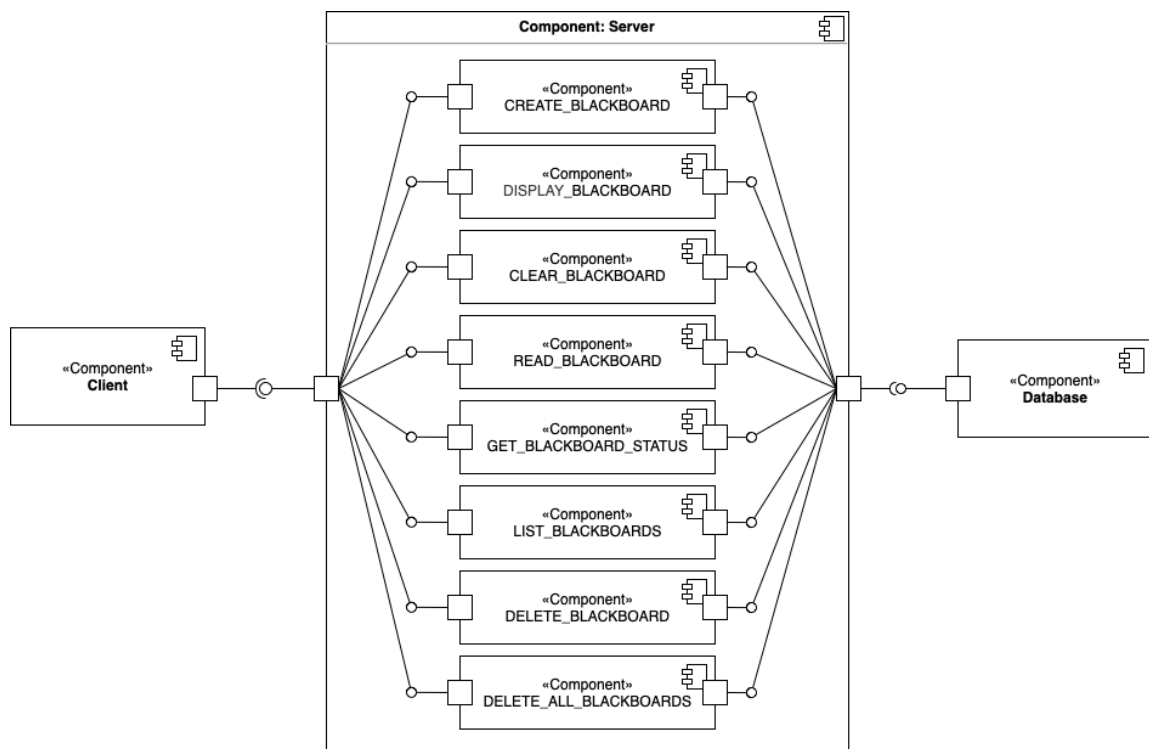 Component: Server
«Component»
CREATE_BLACKBOARD
«Component»
DISPLAY_BLACKBOARD
«Component»
CLEAR_BLACKBOARD
«Component»
READ_BLACKBOARD
«Component»
Client
«Component»
Database
«Component»
GET_BLACKBOARD_STATUS
«Component»
LIST_BLACKBOARDS
«Component»
DELETE_BLACKBOARD
«Component»
DELETE_ALL_BLACKBOARDS